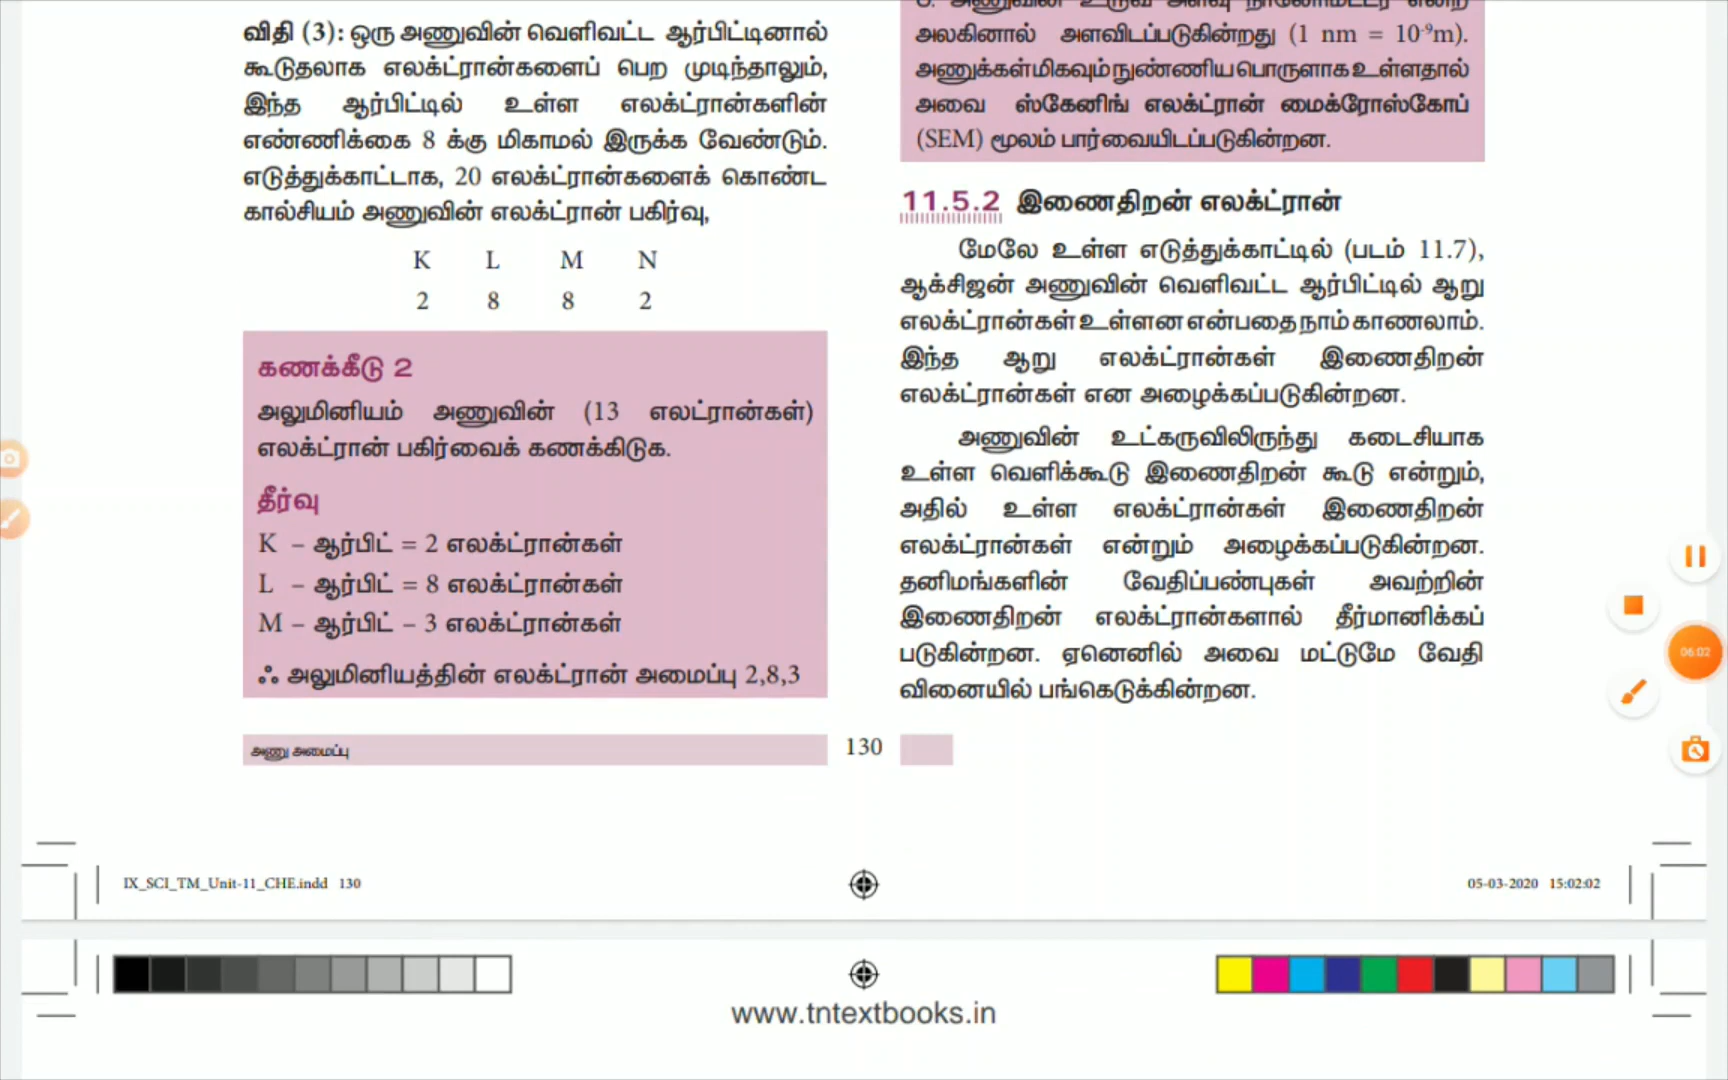 விதி (3): ஒரு அணுவின் வெளிவட்ட ஆர்பிட்டினால்
கூடுதலாக எலக்ட்ரான்களைப் பெற முடிந்தாலும்,
இந்த ஆர்பிட்டில் உள்ள எலக்ட்ரான்களின்
எண்ணிக்கை 8 க்கு மிகாமல் இருக்க வேண்டும்.
எடுத்துக்காட்டாக, 20 எலக்ட்ரான்களைக் கொண்ட
கால்சியம் அணுவின் எலக்ட்ரான் பகிர்வு,
K L M N
2 8 8 2
கணக்கீடு 2
அலுமினியம் அணுவின் (13 எலட்ரான்கள்)
எலக்ட்ரான் பகிர்வைக் கணக்கிடுக.
தீர்வு
K – ஆர்பிட் = 2 எலக்ட்ரான்கள்
L – ஆர்பிட் = 8 எலக்ட்ரான்கள்
M – ஆர்பிட் – 3 எலக்ட்ரான்கள்
ஃ அலுமினியத்தின் எலக்ட்ரான் அமைப்பு 2,8,3
8. அணுவின் உருவ அளவு நானோமீட்டர் என்ற
அலகினால் அளவிடப்படுகின்றது (1 nm = 10⁻⁹m).
அணுக்கள் மிகவும் நுண்ணிய பொருளாக உள்ளதால்
அவை ஸ்கேனிங் எலக்ட்ரான் மைக்ரோஸ்கோப்
(SEM) மூலம் பார்வையிடப்படுகின்றன.
11.5.2 இணைதிறன் எலக்ட்ரான்
மேலே உள்ள எடுத்துக்காட்டில் (படம் 11.7),
ஆக்சிஜன் அணுவின் வெளிவட்ட ஆர்பிட்டில் ஆறு
எலக்ட்ரான்கள் உள்ளன என்பதை நாம் காணலாம்.
இந்த ஆறு எலக்ட்ரான்கள் இணைதிறன்
எலக்ட்ரான்கள் என அழைக்கப்படுகின்றன.
அணுவின் உட்கருவிலிருந்து கடைசியாக
உள்ள வெளிக்கூடு இணைதிறன் கூடு என்றும்,
அதில் உள்ள எலக்ட்ரான்கள் இணைதிறன்
எலக்ட்ரான்கள் என்றும் அழைக்கப்படுகின்றன.
தனிமங்களின் வேதிப்பண்புகள் அவற்றின்
இணைதிறன் எலக்ட்ரான்களால் தீர்மானிக்கப்
படுகின்றன. ஏனெனில் அவை மட்டுமே வேதி
வினையில் பங்கெடுக்கின்றன.
06:02
அணு அமைப்பு
130
IX_SCI_TM_Unit-11_CHE.indd 130
05-03-2020 15:02:02
www.tntextbooks.in